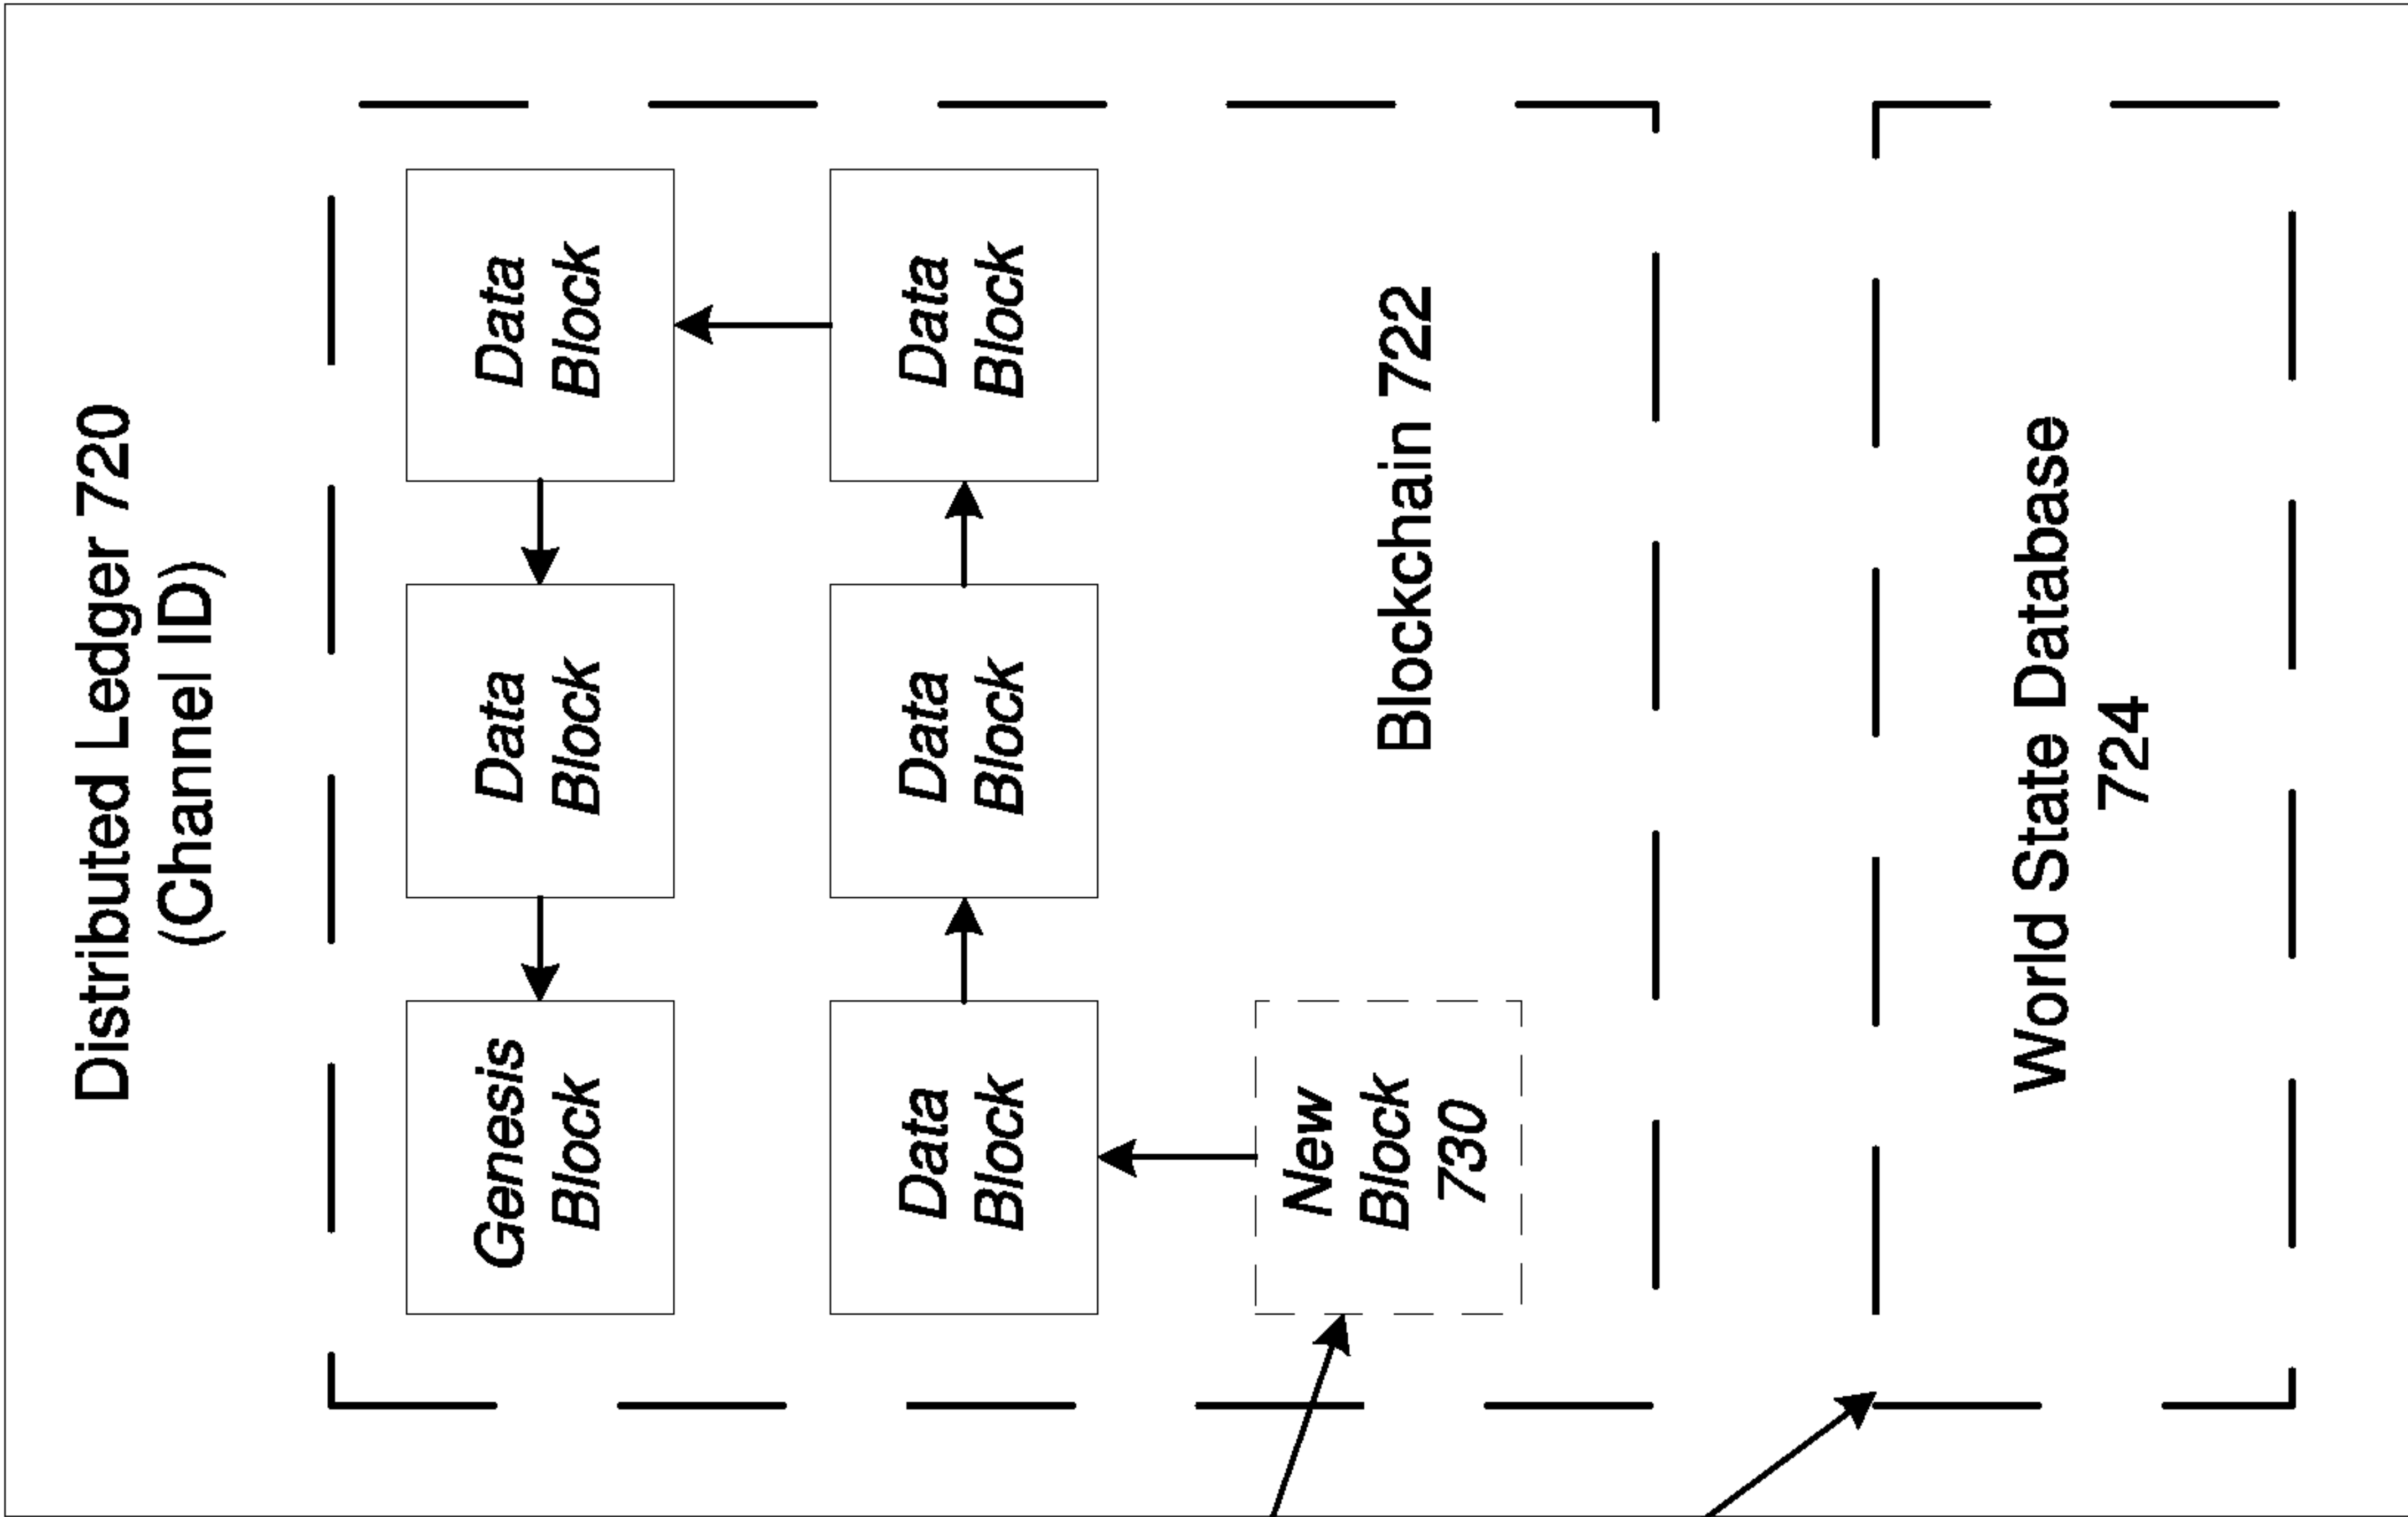 Distributed Ledger 720
(Channel ID)
Genesis
Block
Data
Block
Data
Block
Data
Block
Data
Block
Data
Block
New
Block
730
Blockchain 722
World State Database
724